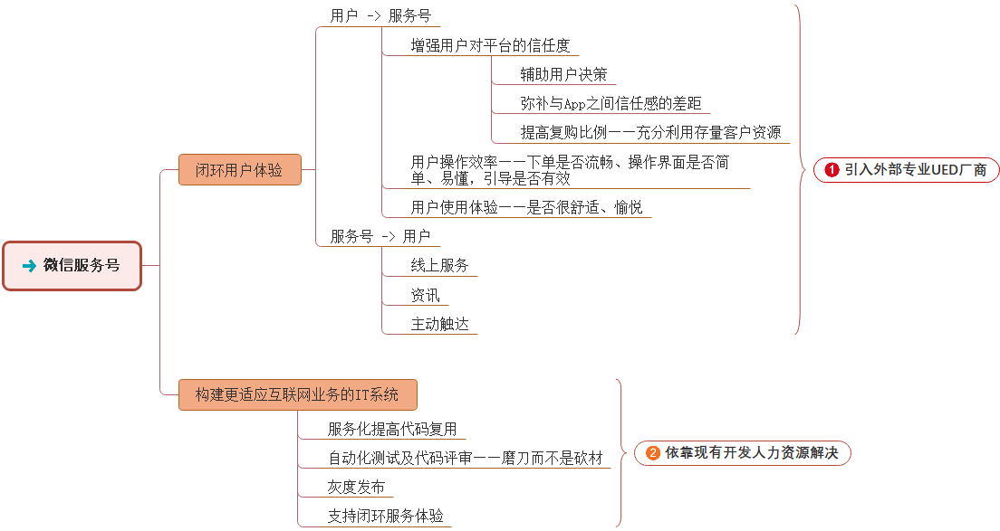 用户 -> 服务号
增强用户对平台的信任度
辅助用户决策
弥补与App之间信任感的差距
提高复购比例——充分利用存量客户资源
闭环用户体验
用户操作效率——下单是否流畅、操作界面是否简
单、易懂，引导是否有效
1 引入外部专业UED厂商
用户使用体验——是否很舒适、愉悦
服务号 -> 用户
微信服务号
线上服务
资讯
主动触达
构建更适应互联网业务的IT系统
服务化提高代码复用
自动化测试及代码评审——磨刀而不是砍材
2 依靠现有开发人力资源解决
灰度发布
支持闭环服务体验